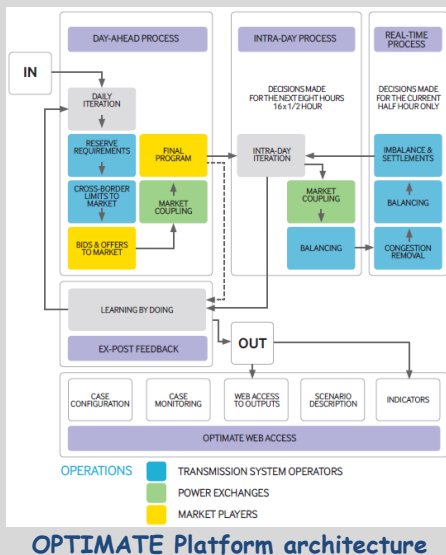 DAY-AHEAD PROCESS
INTRA-DAY PROCESS
REAL-TIME
PROCESS
IN
DECISIONS MADE
FOR THE NEXT EIGHT HOURS
16 x 1/2 HOUR
DECISIONS MADE
FOR THE CURRENT
HALF HOUR ONLY
DAILY
ITERATION
RESERVE
REQUIREMENTS
FINAL
PROGRAM
INTRA-DAY
ITERATION
IMBALANCE &
SETTLEMENTS
CROSS-BORDER
LIMITS TO
MARKET
MARKET
COUPLING
MARKET
COUPLING
BALANCING
BIDS & OFFERS
TO MARKET
BALANCING
CONGESTION
REMOVAL
LEARNING BY DOING
EX-POST FEEDBACK
OUT
CASE
CONFIGURATION
CASE
MONITORING
WEB ACCESS
TO OUTPUTS
SCENARIO
DESCRIPTION
INDICATORS
OPTIMATE WEB ACCESS
OPERATIONS
TRANSMISSION SYSTEM OPERATORS
POWER EXCHANGES
MARKET PLAYERS
OPTIMATE Platform architecture